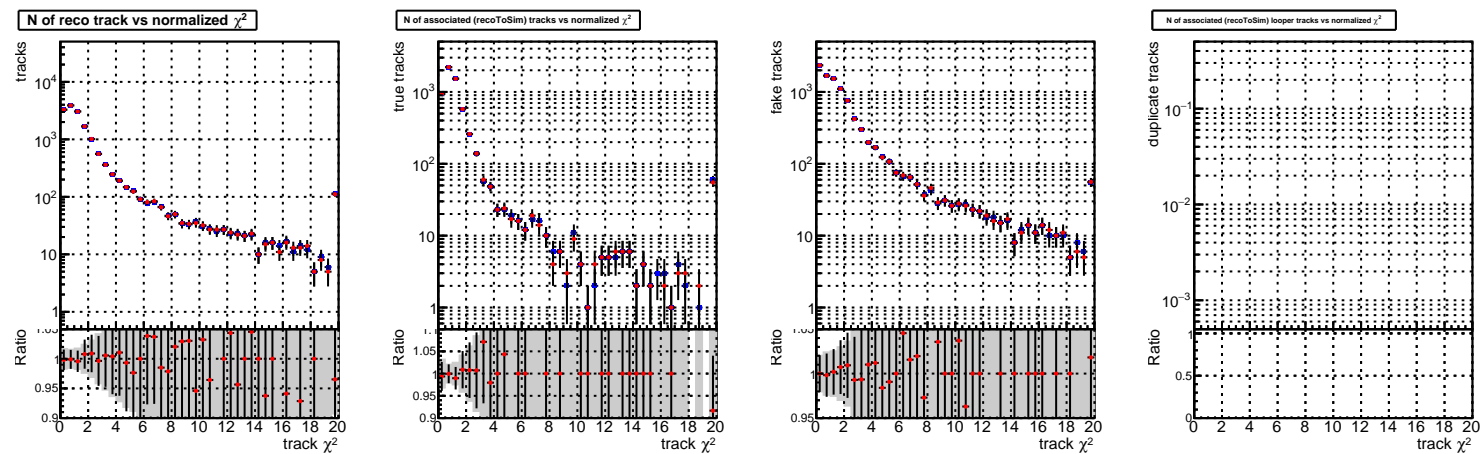 N of reco track vs normalized χ²
tracks
10⁴
10³
10²
10
1
1.05
1
0.95
0.9
Ratio
0 2 4 6 8 10 12 14 16 18 20
track χ²
N of associated (recoToSim) tracks vs normalized χ²
true tracks
10³
10²
10
1
1.1
1.05
1
0.95
0.9
Ratio
0 2 4 6 8 10 12 14 16 18 20
track χ²
fake tracks
10³
10²
10
1
1.05
1
0.95
Ratio
0 2 4 6 8 10 12 14 16 18 20
track χ²
N of associated (recoToSim) looper tracks vs normalized χ²
duplicate tracks
10⁻¹
10⁻²
10⁻³
1
0.5
0
Ratio
0 2 4 6 8 10 12 14 16 18 20
track χ²